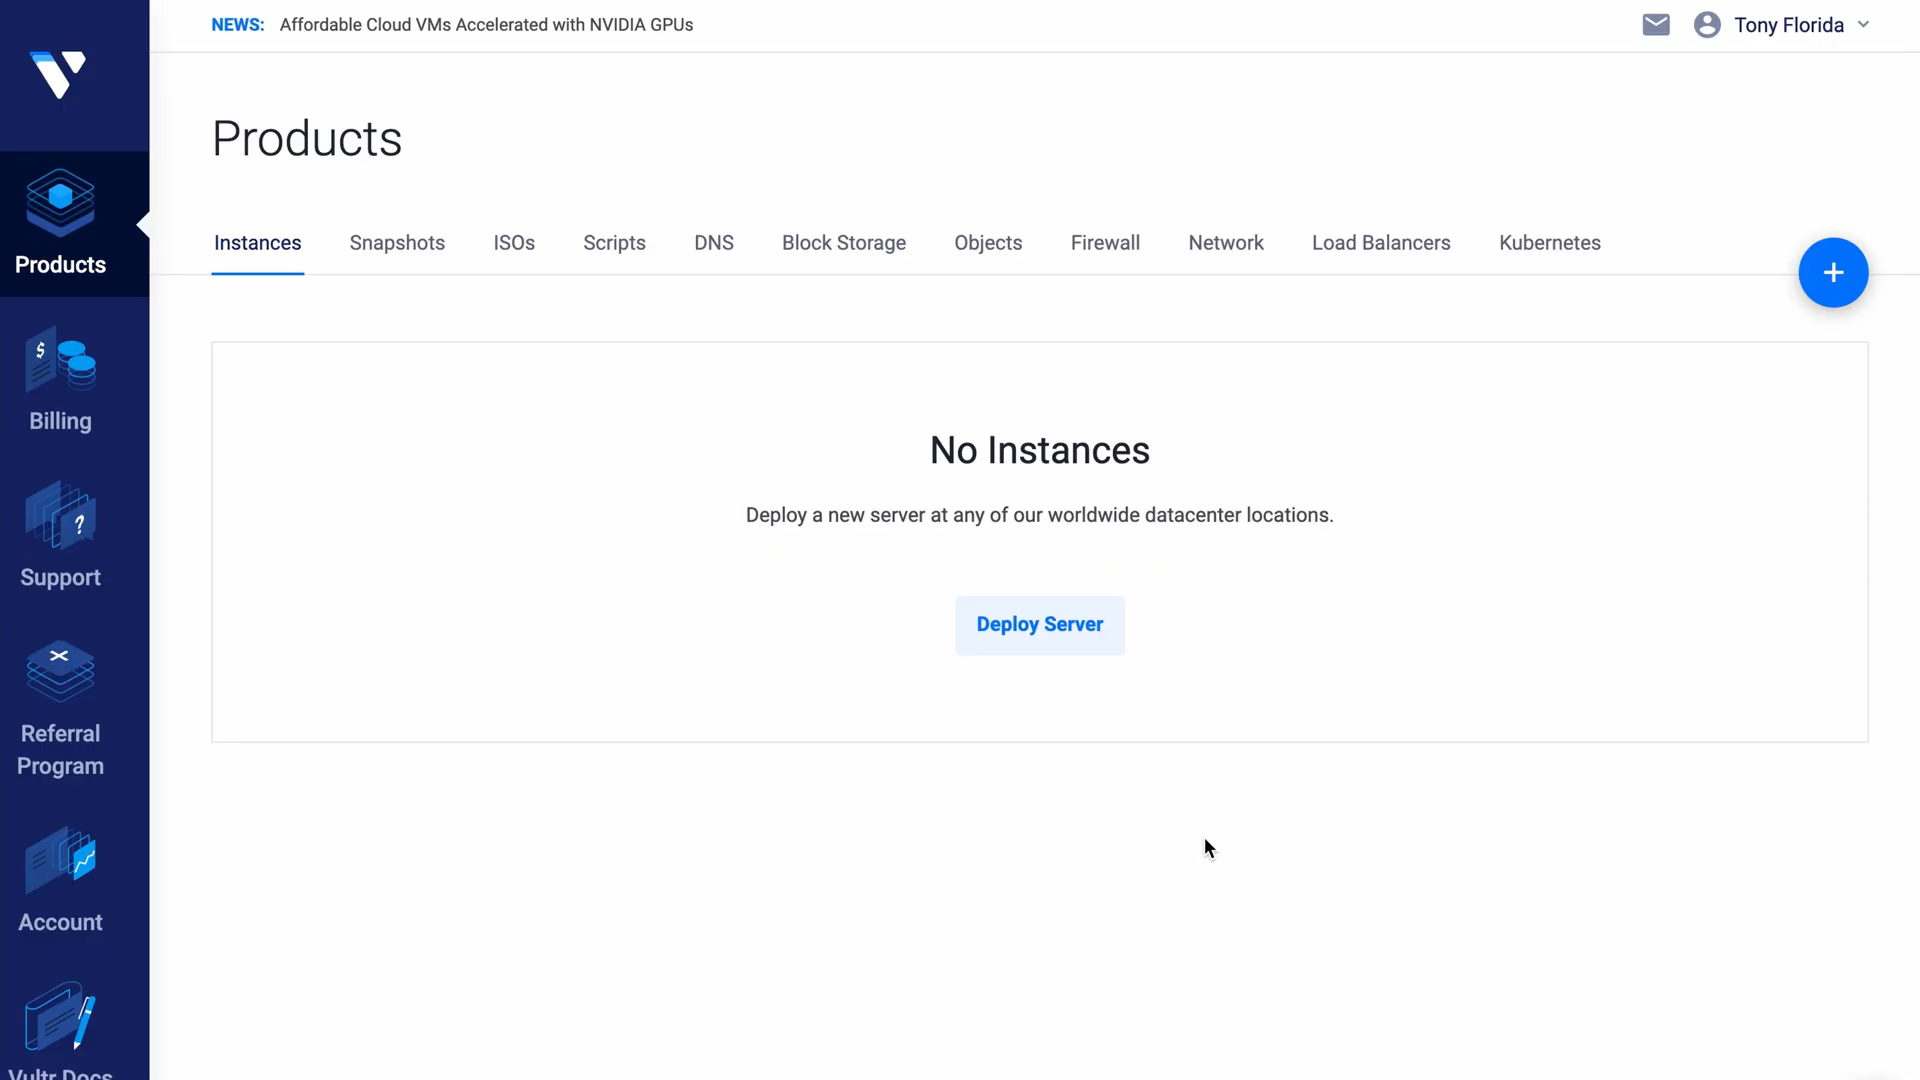 NEWS: Affordable Cloud VMs Accelerated with NVIDIA GPUs
Tony Florida
Products
Instances Snapshots ISOs Scripts DNS Block Storage Objects Firewall Network Load Balancers Kubernetes
+
No Instances
Deploy a new server at any of our worldwide datacenter locations.
Deploy Server
Products
$
Billing
?
Support
Referral
Program
Account
Vultr Docs